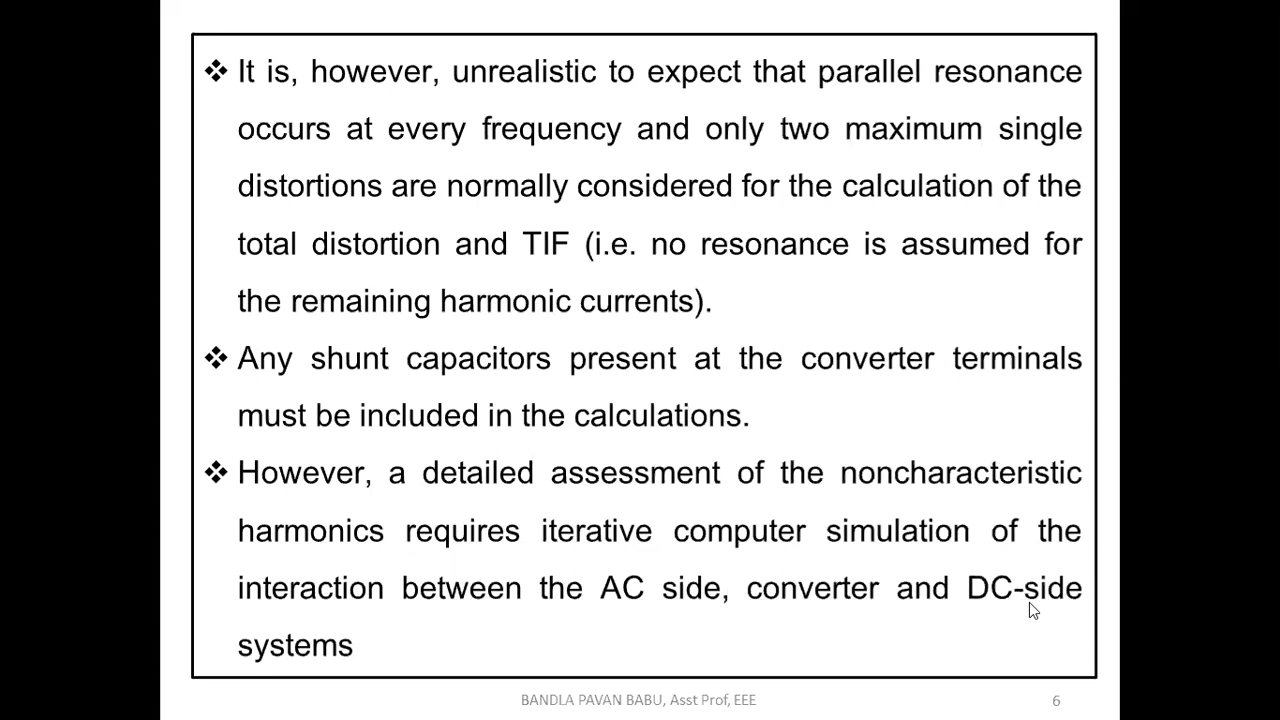 ❖ It is, however, unrealistic to expect that parallel resonance
occurs at every frequency and only two maximum single
distortions are normally considered for the calculation of the
total distortion and TIF (i.e. no resonance is assumed for
the remaining harmonic currents).
❖ Any shunt capacitors present at the converter terminals
must be included in the calculations.
❖ However, a detailed assessment of the noncharacteristic
harmonics requires iterative computer simulation of the
interaction between the AC side, converter and DC-side
systems
BANDLA PAVAN BABU, Asst Prof, EEE
6